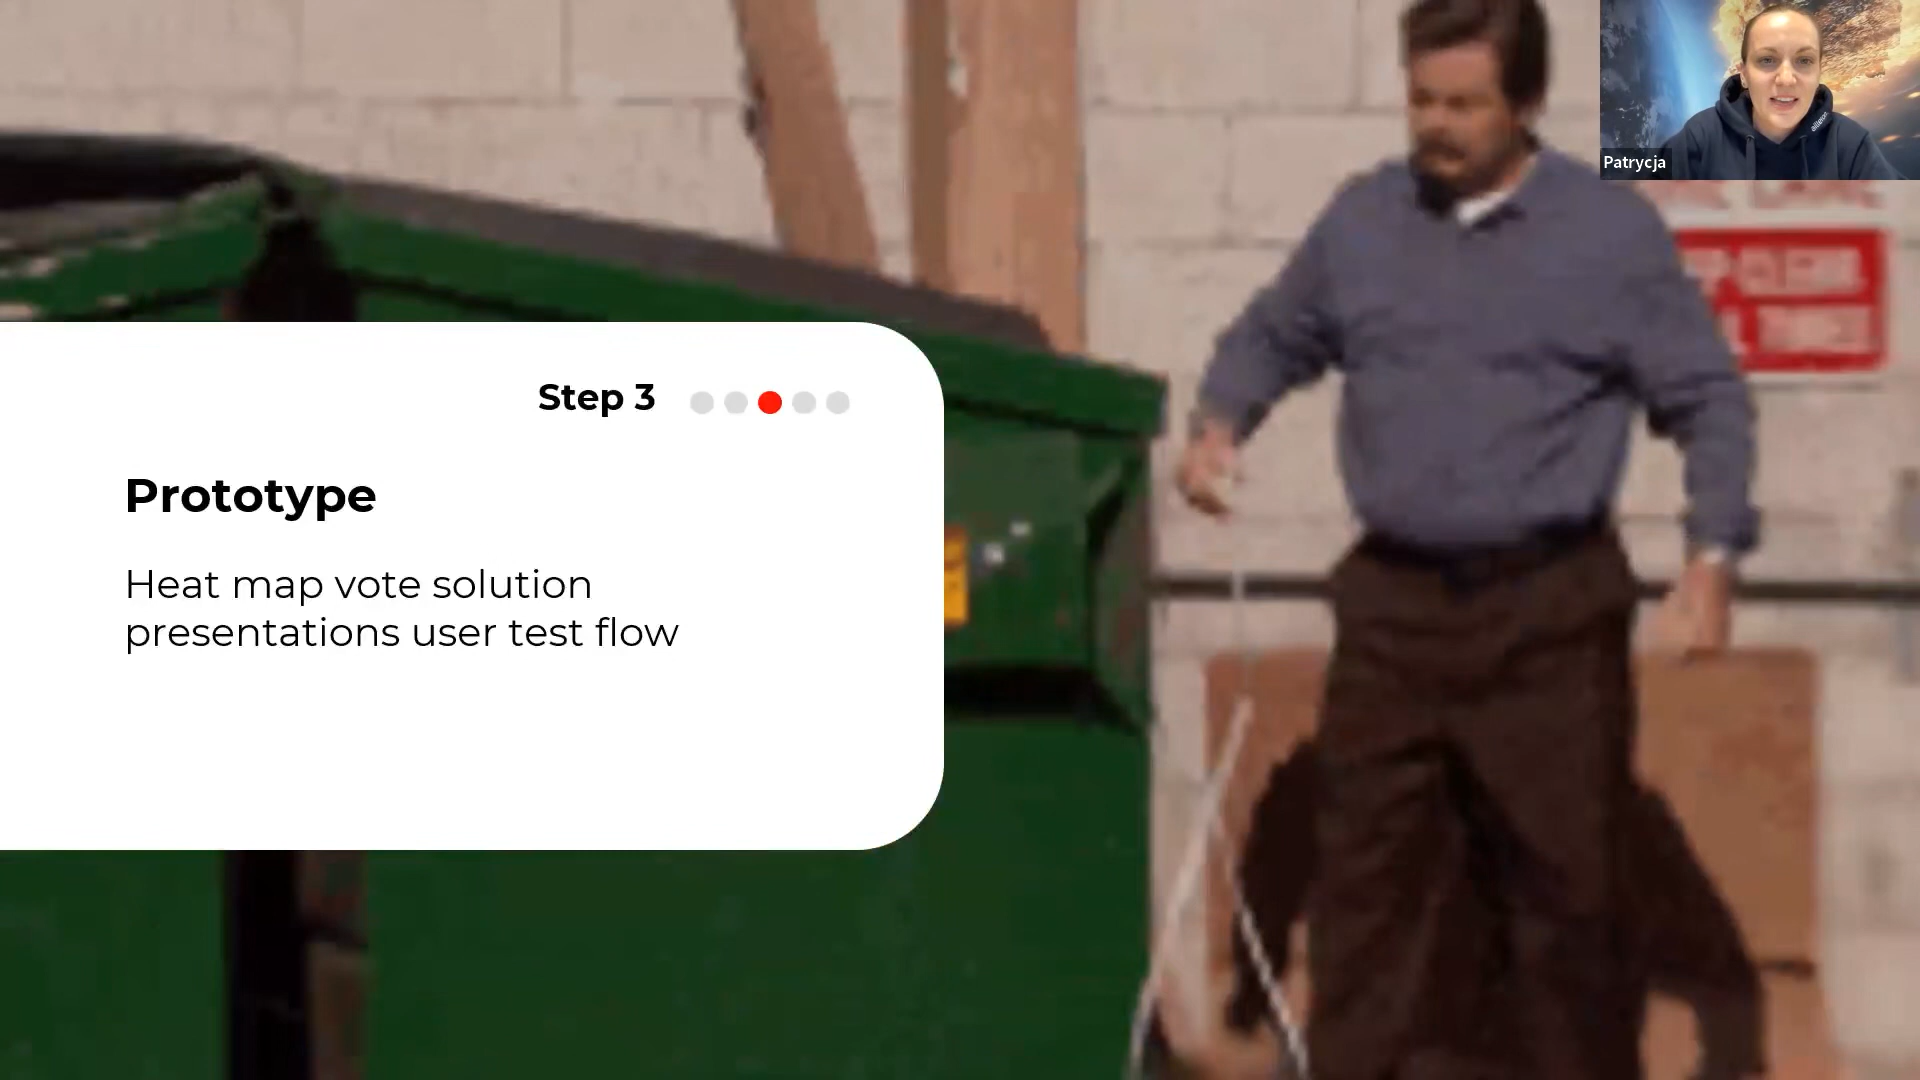 Patrycja
Step 3
Prototype
Heat map vote solution
presentations user test flow